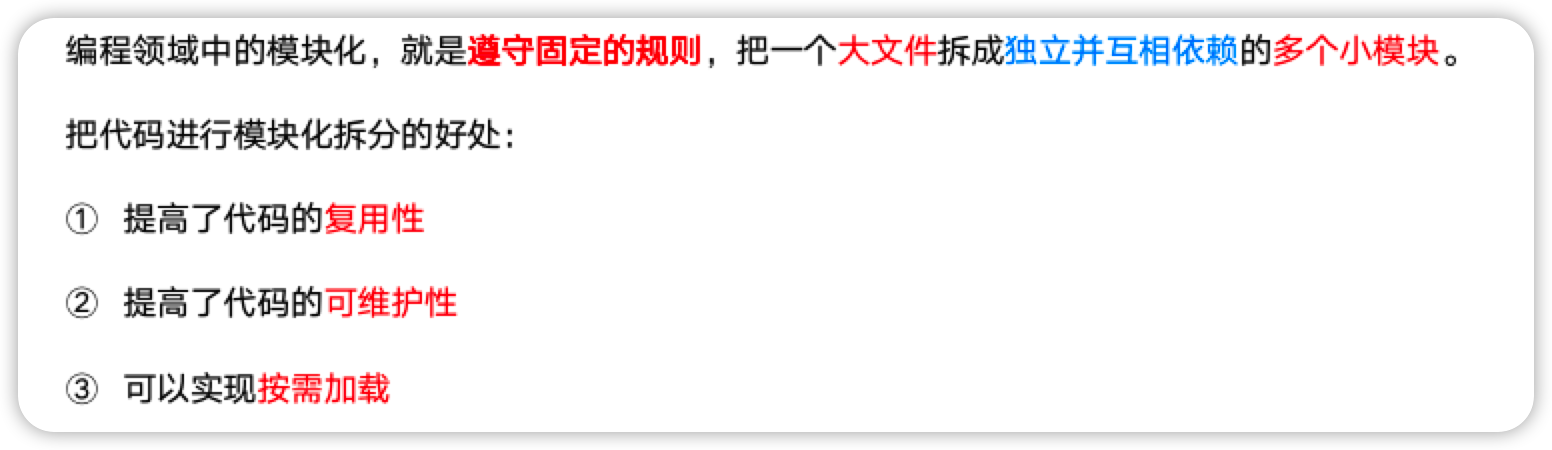 编程领域中的模块化，就是遵守固定的规则，把一个大文件拆成独立并互相依赖的多个小模块。
把代码进行模块化拆分的好处：
① 提高了代码的复用性
② 提高了代码的可维护性
③ 可以实现按需加载